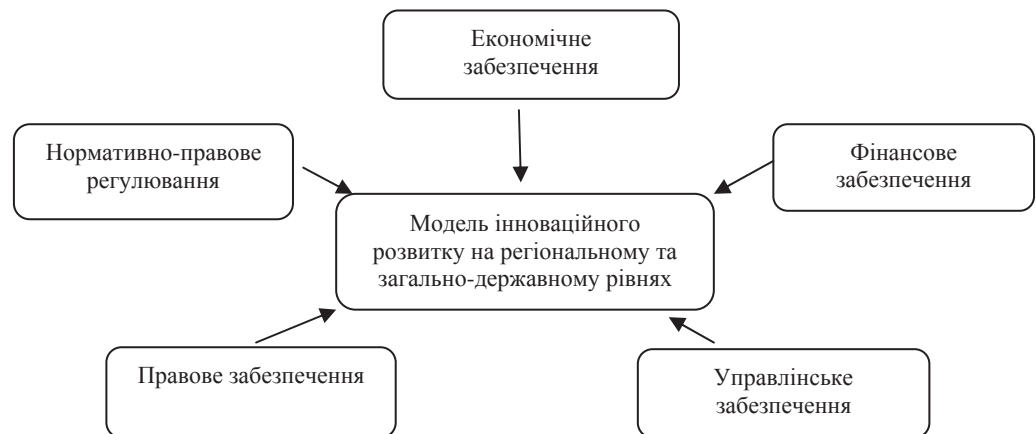 Економічне
забезпечення
Нормативно-правове
регулювання
Фінансове
забезпечення
Модель інноваційного
розвитку на регіональному та
загально-державному рівнях
Правове забезпечення
Управлінське
забезпечення